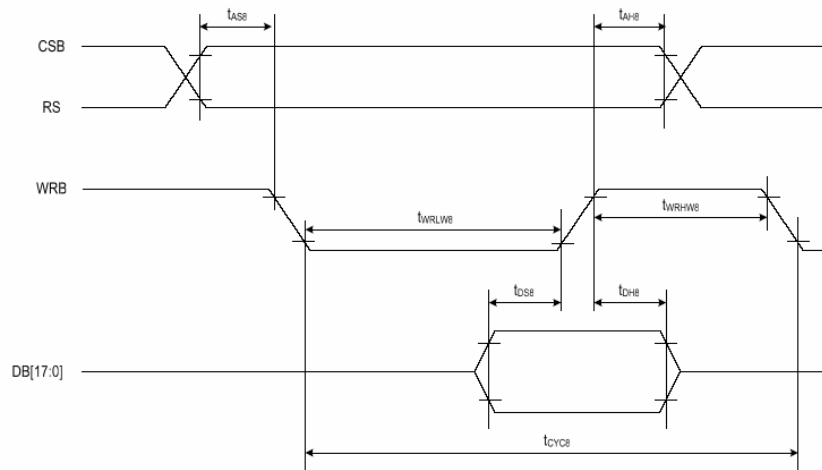 tAS8
tAH8
CSB
RS
WRB
tWRLW8
tWRHW8
tDS8
tDH8
DB[17:0]
tCYC8